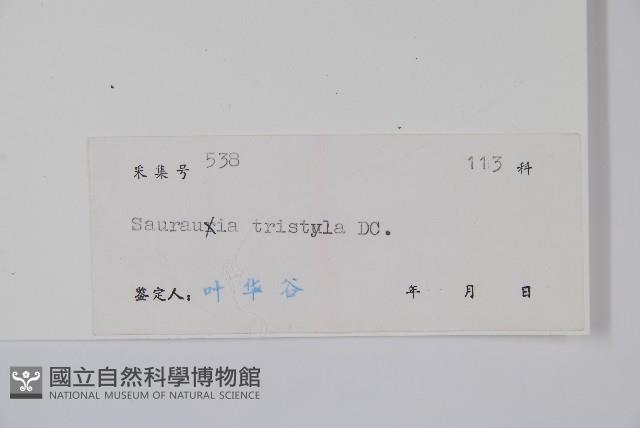 采集号 538 113 科
Saurauia tristyla DC.
鉴定人: 叶华谷 年 月 日
國立自然科學博物館
NATIONAL MUSEUM OF NATURAL SCIENCE